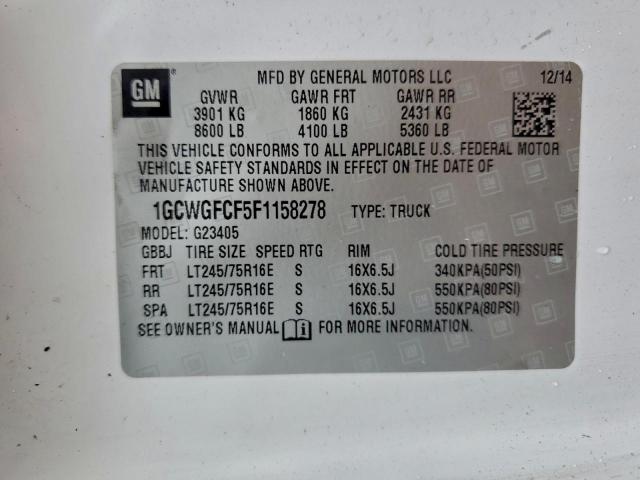 GM
MFD BY GENERAL MOTORS LLC 12/14
GVWR GAWR FRT GAWR RR
3901 KG 1860 KG 2431 KG
8600 LB 4100 LB 5360 LB
THIS VEHICLE CONFORMS TO ALL APPLICABLE U.S. FEDERAL MOTOR
VEHICLE SAFETY STANDARDS IN EFFECT ON THE DATE OF
MANUFACTURE SHOWN ABOVE.
1GCWGFCF5F1158278 TYPE: TRUCK
MODEL: G23405
GBBJ TIRE SIZE SPEED RTG RIM COLD TIRE PRESSURE
FRT LT245/75R16E S 16X6.5J 340KPA(50PSI)
RR LT245/75R16E S 16X6.5J 550KPA(80PSI)
SPA LT245/75R16E S 16X6.5J 550KPA(80PSI)
SEE OWNER'S MANUAL FOR MORE INFORMATION.